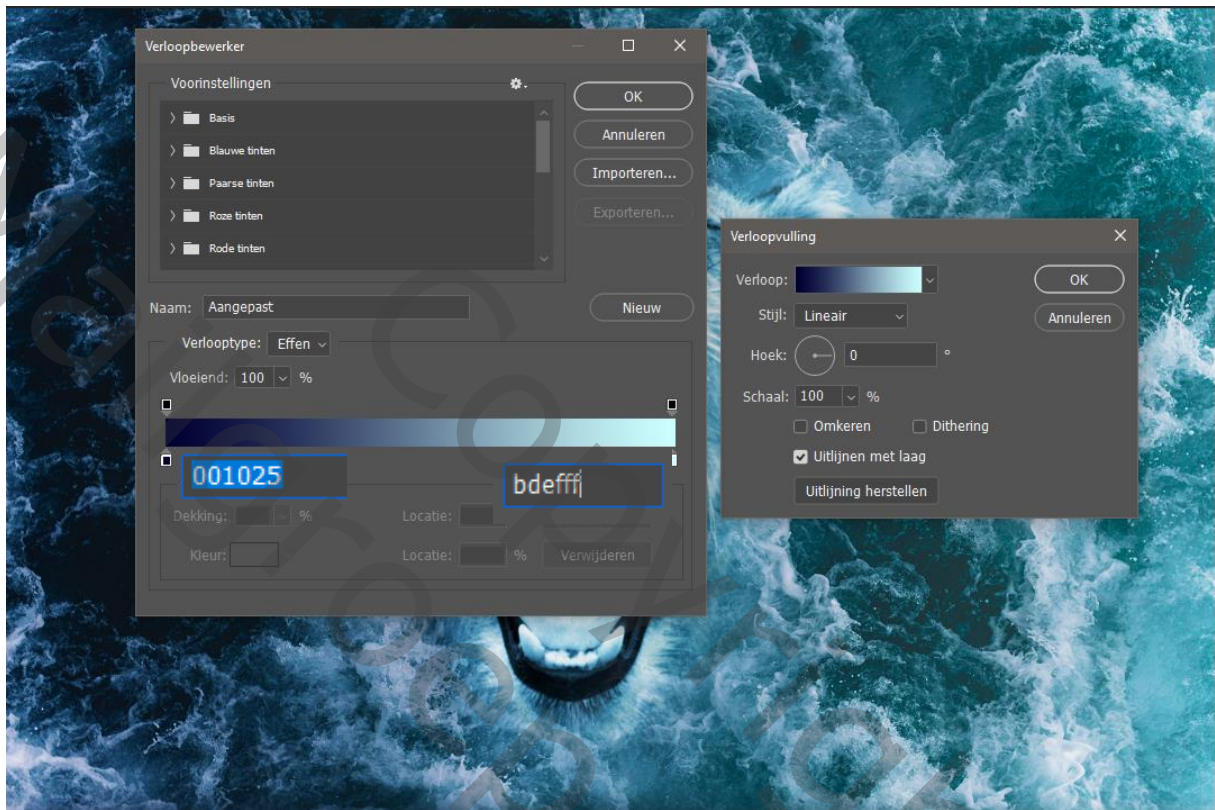 Verloopbewerker
Voorinstellingen
Basis
Blauwe tinten
Paarse tinten
Roze tinten
Rode tinten
OK
Annuleren
Importeren...
Exporteren...
Naam: Aangepast
Nieuw
Verlooptype: Effen
Vloeiend: 100 %
001025
bdefff
Dekking: %
Locatie:
Kleur:
Locatie: %
Verwijderen
Verloopvulling
Verloop:
OK
Stijl: Lineair
Annuleren
Hoek: 0 °
Schaal: 100 %
Omkeren
Dithering
Uitlijnen met laag
Uitlijning herstellen